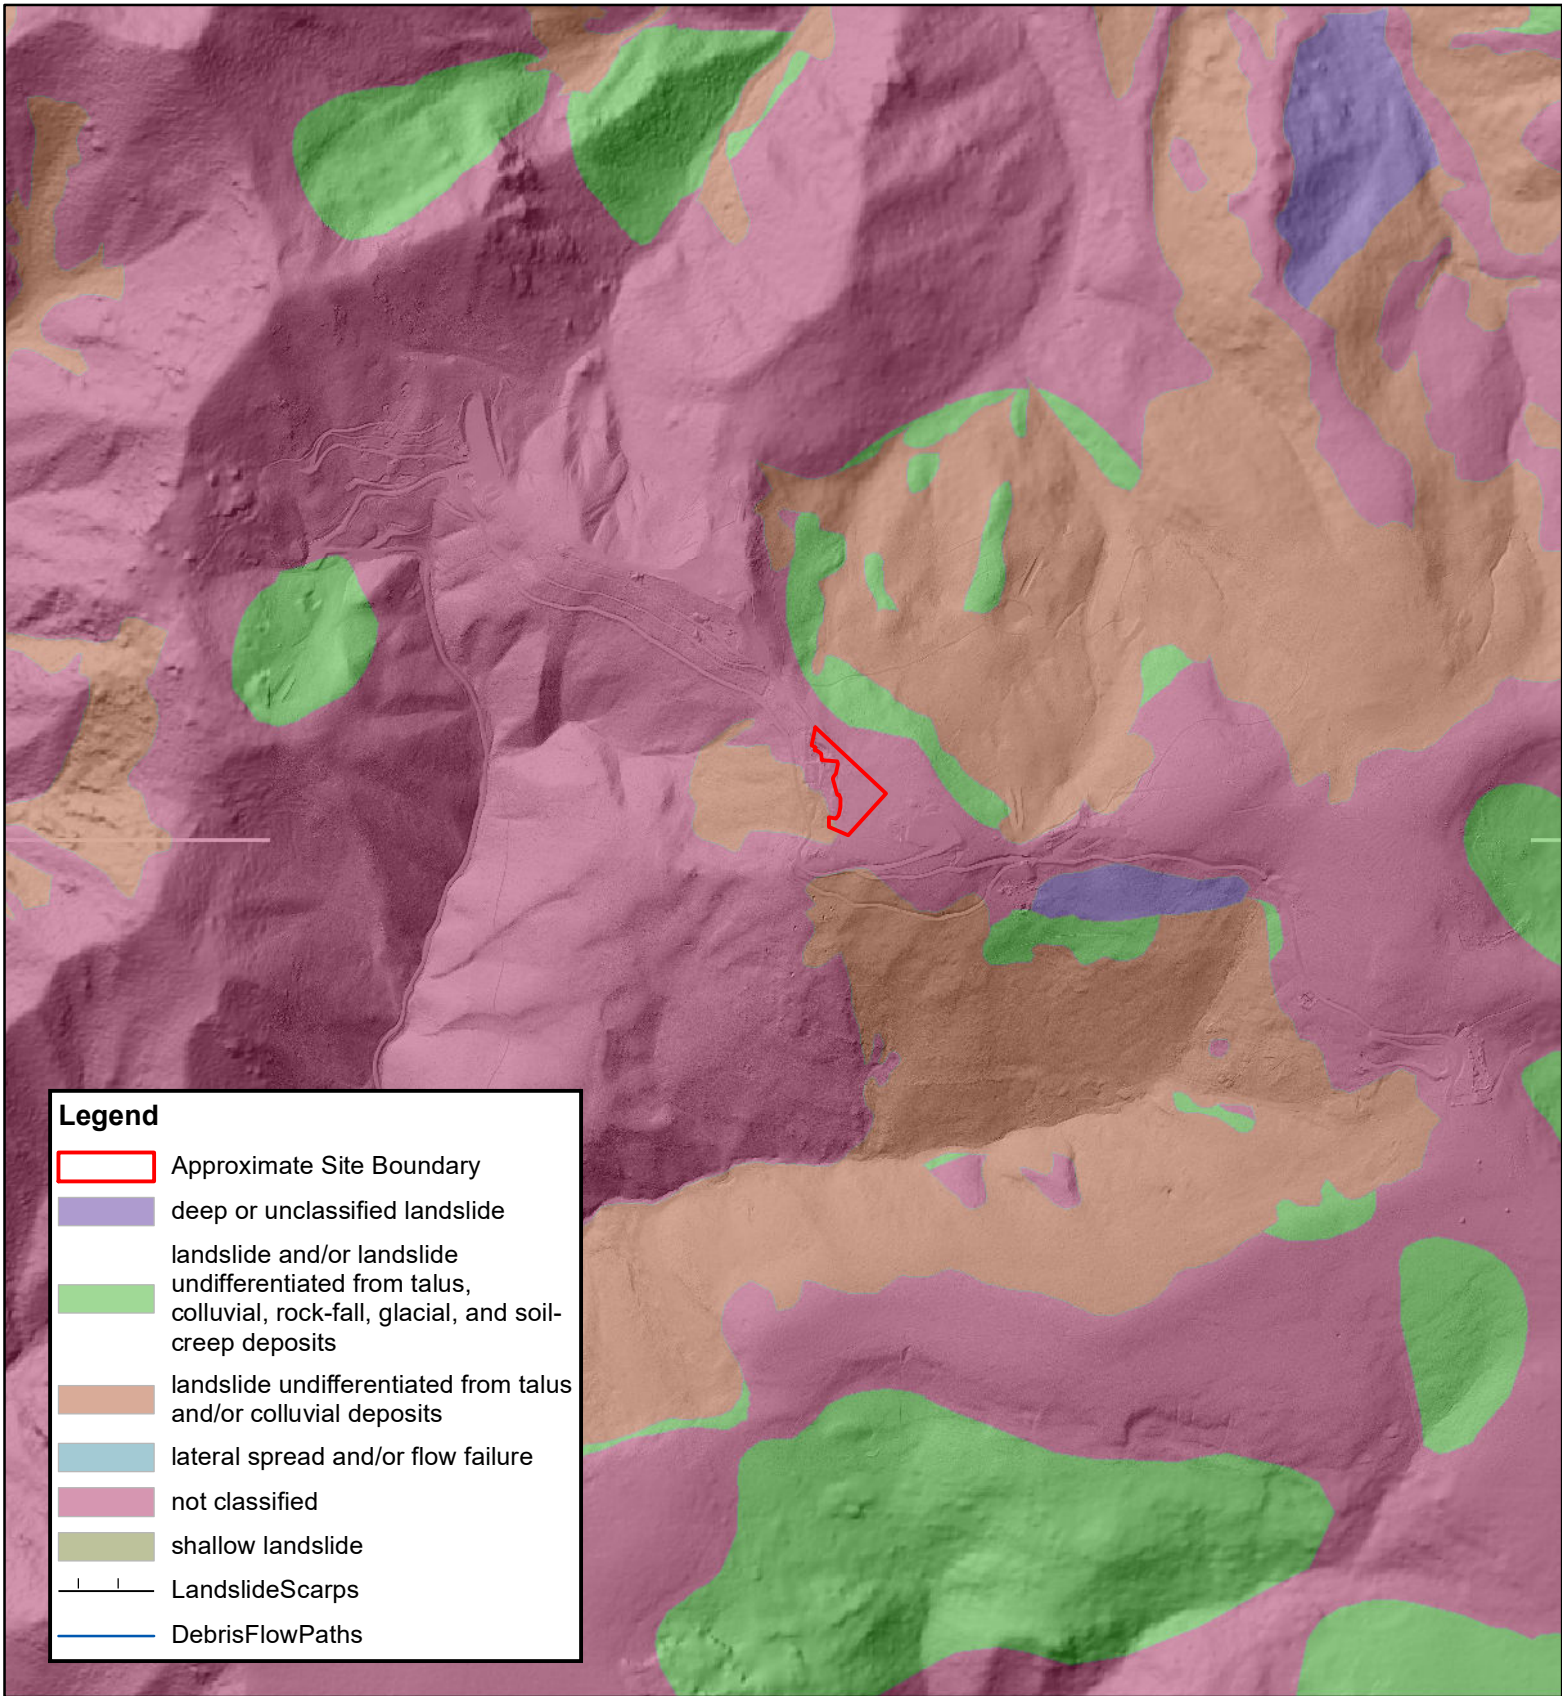 Legend
Approximate Site Boundary
deep or unclassified landslide
landslide and/or landslide
undifferentiated from talus,
colluvial, rock-fall, glacial, and soil-
creep deposits
landslide undifferentiated from talus
and/or colluvial deposits
lateral spread and/or flow failure
not classified
shallow landslide
LandslideScarps
DebrisFlowPaths